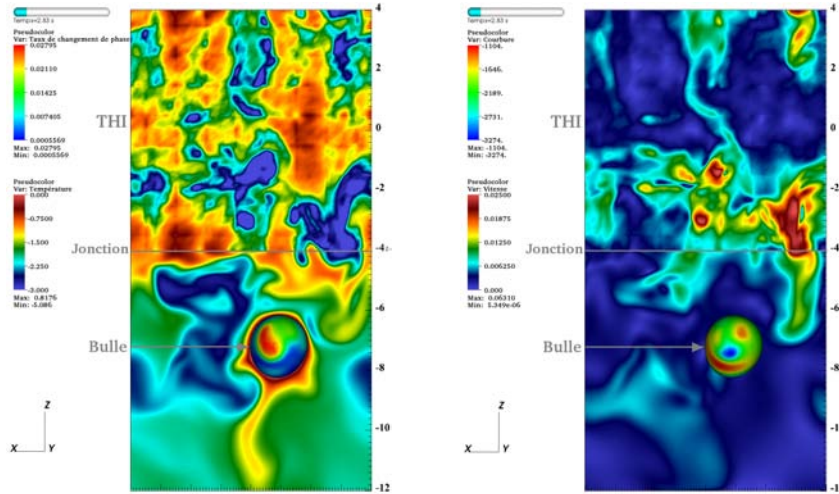 Temps=2.83 s
Pseudocolor
Var: Taux de changement de phase
0.02795
0.02110
0.01425
0.007405
0.0005569
Max: 0.02795
Min: 0.0005569
Pseudocolor
Var: Température
0.000
-0.7500
-1.500
-2.250
-3.000
Max: 0.8176
Min: -5.086
THI
Jonction
Bulle
Z
X
Y
4
2
0
-2
-4
-6
-8
-10
-12
Temps=2.83 s
Pseudocolor
Var: Courbure
-1104.
-1646.
-2189.
-2731.
-3274.
Max: -1104.
Min: -3274.
Pseudocolor
Var: Vitesse
0.02500
0.01875
0.01250
0.006250
0.000
Max: 0.06310
Min: 1.349e-06
THI
Jonction
Bulle
Z
X
Y
4
2
0
-2
-4
-6
-8
-1
-1